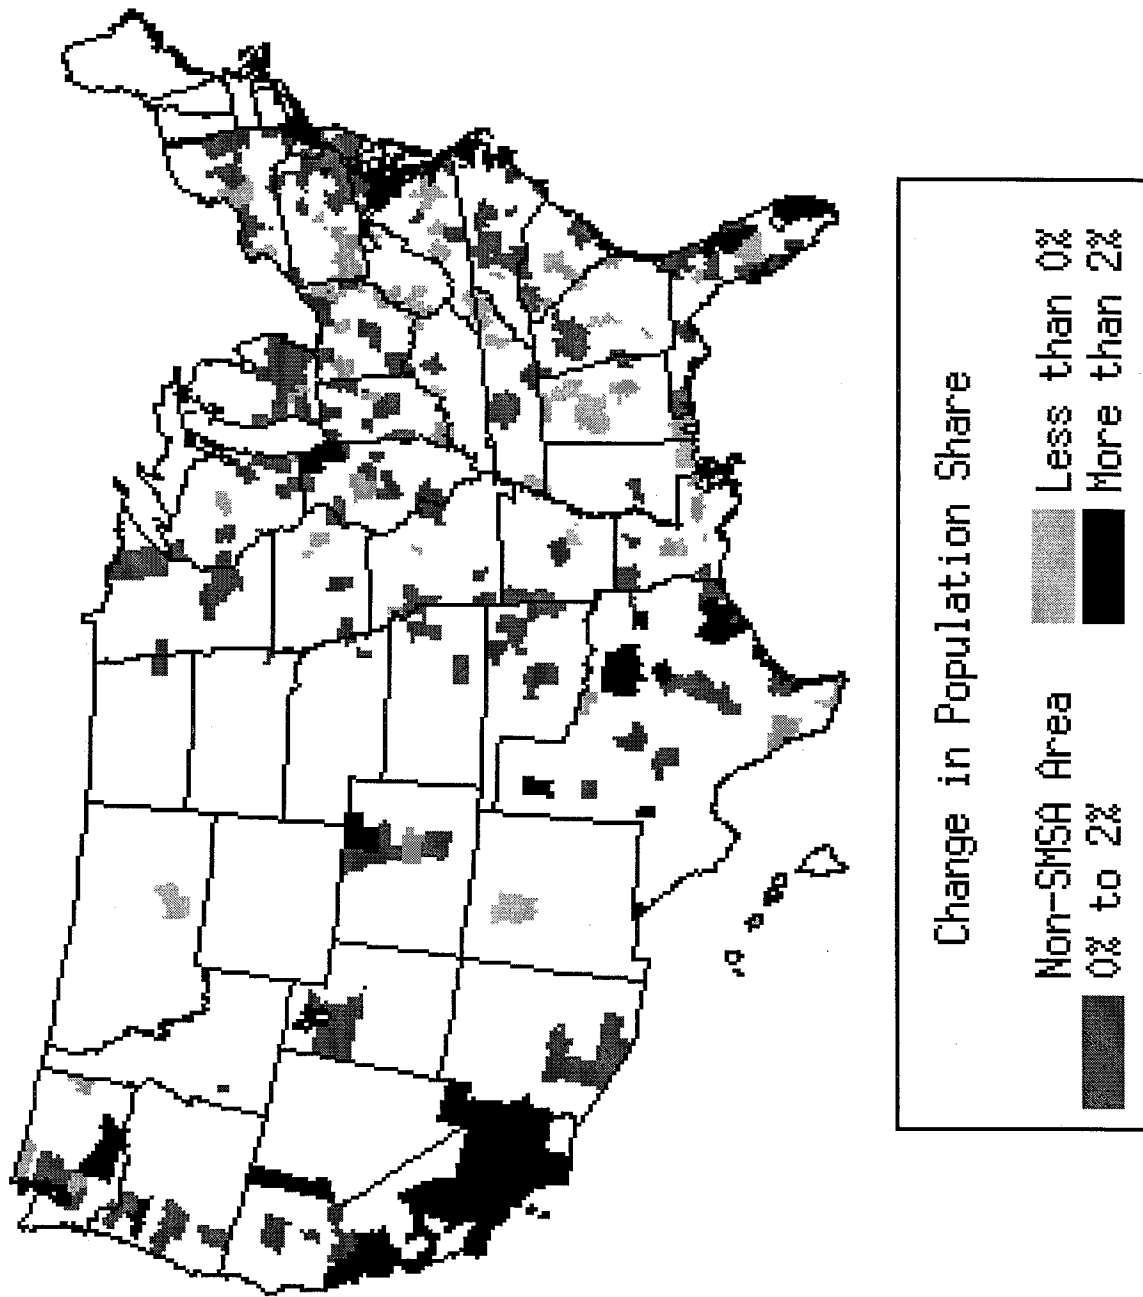 Change in Population Share
Non-SMSA Area
Less than 0%
0% to 2%
More than 2%